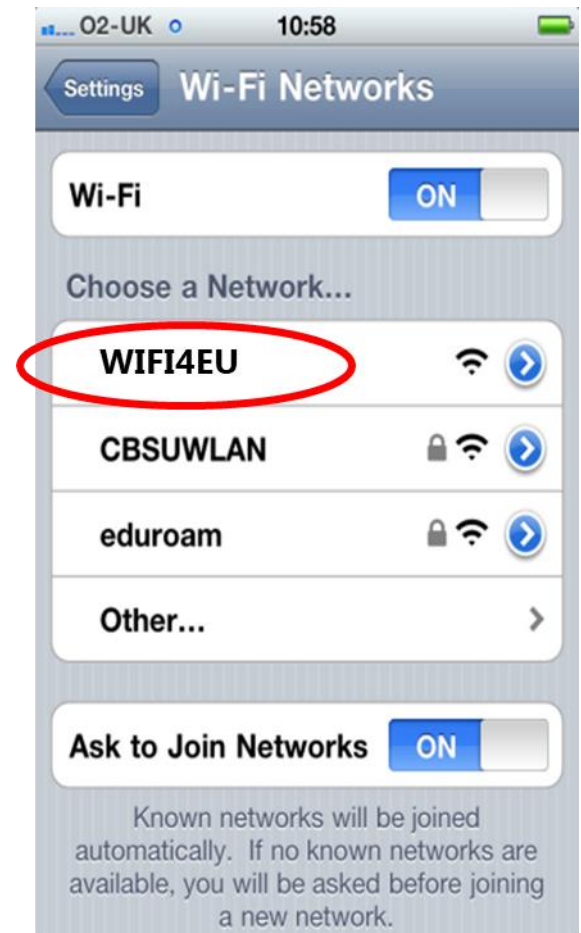 O2-UK 10:58
Settings Wi-Fi Networks
Wi-Fi ON
Choose a Network...
WIFI4EU
CBSUWLAN
eduroam
Other...
Ask to Join Networks ON
Known networks will be joined
automatically. If no known networks are
available, you will be asked before joining
a new network.